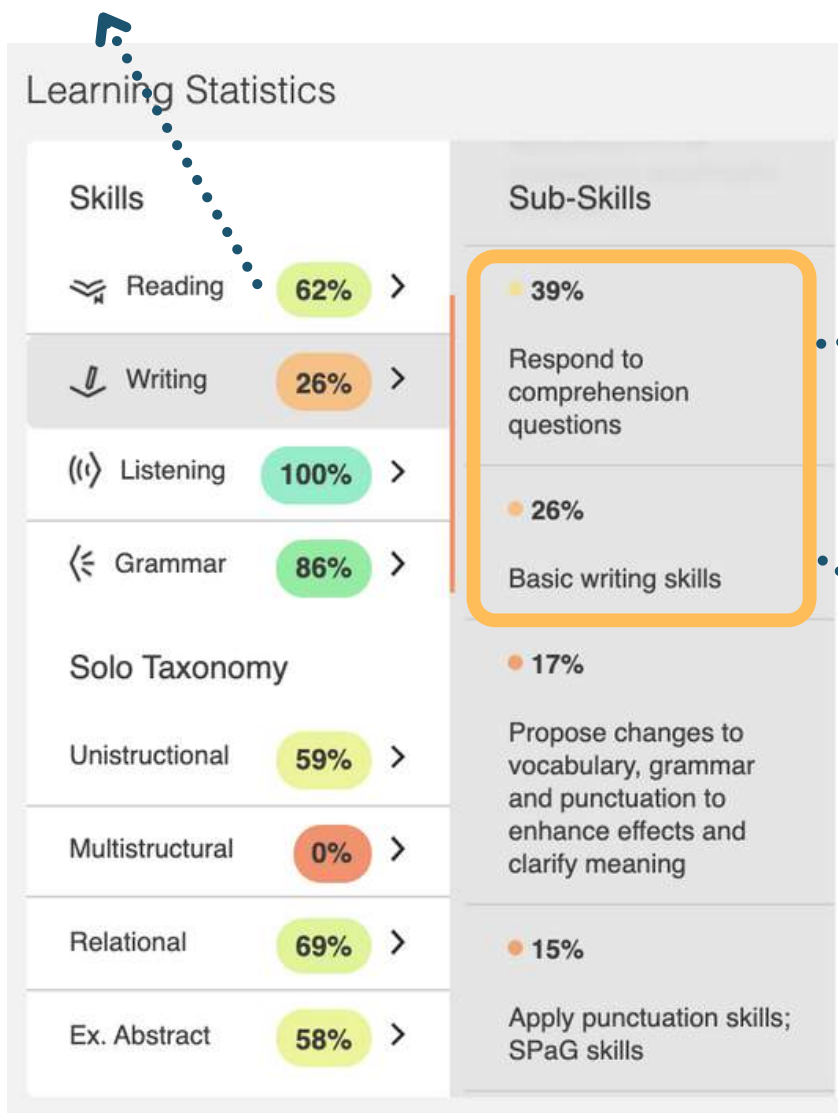 Learning Statistics
Skills
Reading 62%
Writing 26%
Listening 100%
Grammar 86%
Solo Taxonomy
Unistructional 59%
Multistructural 0%
Relational 69%
Ex. Abstract 58%
Sub-Skills
39%
Respond to
comprehension
questions
26%
Basic writing skills
17%
Propose changes to
vocabulary, grammar
and punctuation to
enhance effects and
clarify meaning
15%
Apply punctuation skills;
SPaG skills